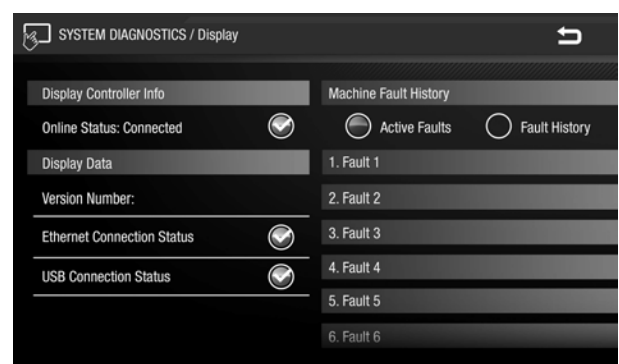 SYSTEM DIAGNOSTICS / Display
Display Controller Info
Online Status: Connected
Display Data
Version Number:
Ethernet Connection Status
USB Connection Status
Machine Fault History
Active Faults
Fault History
1. Fault 1
2. Fault 2
3. Fault 3
4. Fault 4
5. Fault 5
6. Fault 6